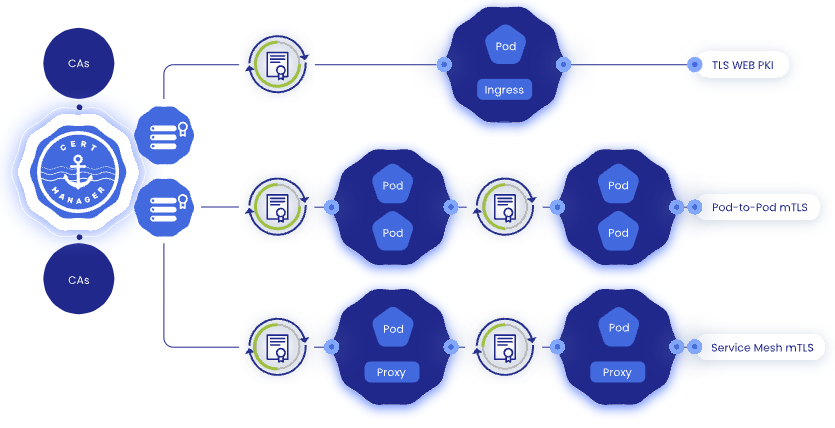 CAs
CERT
MANAGER
CAs
Pod
Ingress
TLS WEB PKI
Pod
Pod
Pod
Pod
Pod-to-Pod mTLS
Pod
Proxy
Pod
Proxy
Service Mesh mTLS